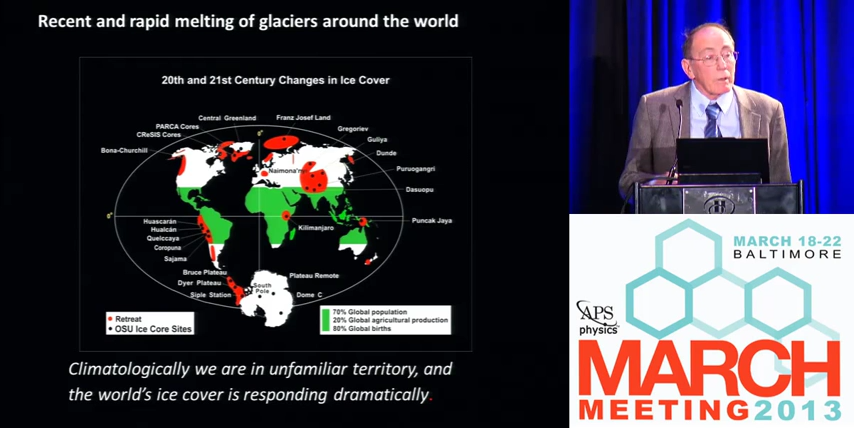 Recent and rapid melting of glaciers around the world
20th and 21st Century Changes in Ice Cover
Central Greenland
Franz Josef Land
PARCA Cores
CReSIS Cores
Gregoriev
Guliya
Bona-Churchill
Dunde
0°
Naimona'nyi
Puruogangri
Dasuopu
0°
Puncak Jaya
Huascarán
Hualcán
Quelccaya
Coropuna
Sajama
Kilimanjaro
Bruce Plateau
Dyer Plateau
Siple Station
South
Pole
Plateau Remote
Dome C
Retreat
OSU Ice Core Sites
70% Global population
20% Global agricultural production
80% Global births
Climatologically we are in unfamiliar territory, and
the world's ice cover is responding dramatically.
MARCH 18-22
BALTIMORE
APS
physics
MARCH
MEETING2013